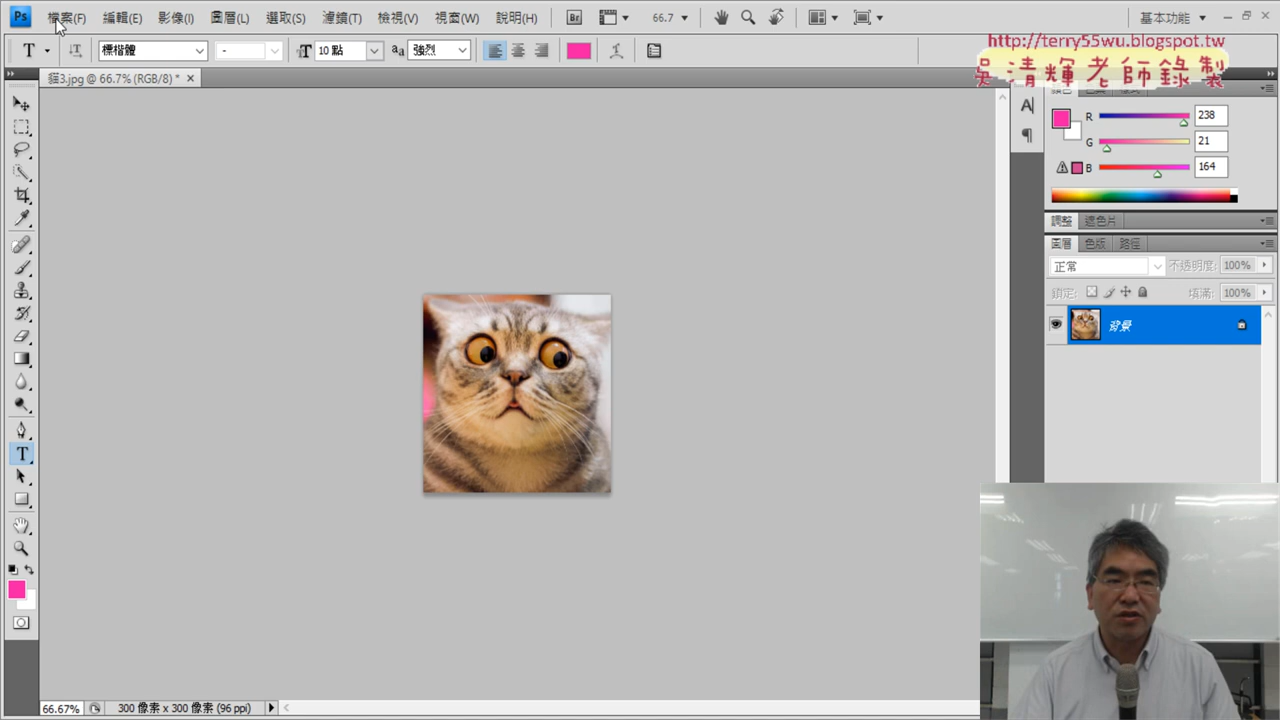 Ps 檔案(F) 編輯(E) 影像(I) 圖層(L) 選取(S) 濾鏡(T) 檢視(V) 視窗(W) 說明(H) Br 66.7 基本功能
T 標楷體 - 10 點 aa 強烈
http://terry55wu.blogspot.tw
吳清輝老師錄製
貓3.jpg @ 66.7% (RGB/8) *
R 238
G 21
B 164
調整 遮色片
圖層 色版 路徑
正常 不透明度: 100%
鎖定: 填滿: 100%
背景
66.67% 300 像素 x 300 像素 (96 ppi)